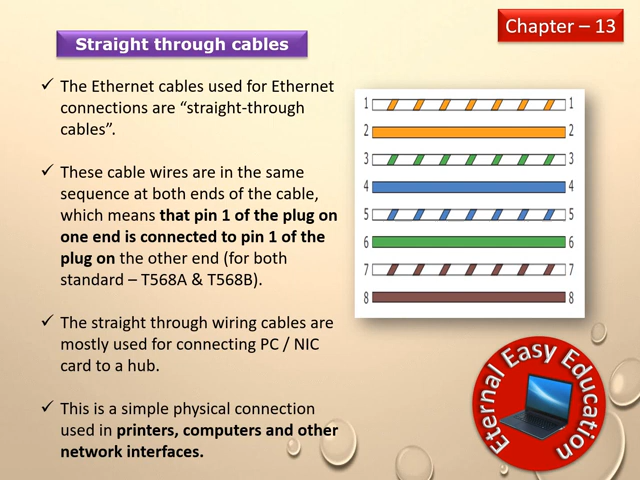 Chapter – 13
Straight through cables
✓ The Ethernet cables used for Ethernet
connections are “straight-through
cables”.
✓ These cable wires are in the same
sequence at both ends of the cable,
which means that pin 1 of the plug on
one end is connected to pin 1 of the
plug on the other end (for both
standard – T568A & T568B).
✓ The straight through wiring cables are
mostly used for connecting PC / NIC
card to a hub.
✓ This is a simple physical connection
used in printers, computers and other
network interfaces.
1 1
2 2
3 3
4 4
5 5
6 6
7 7
8 8
Eternal Easy Education